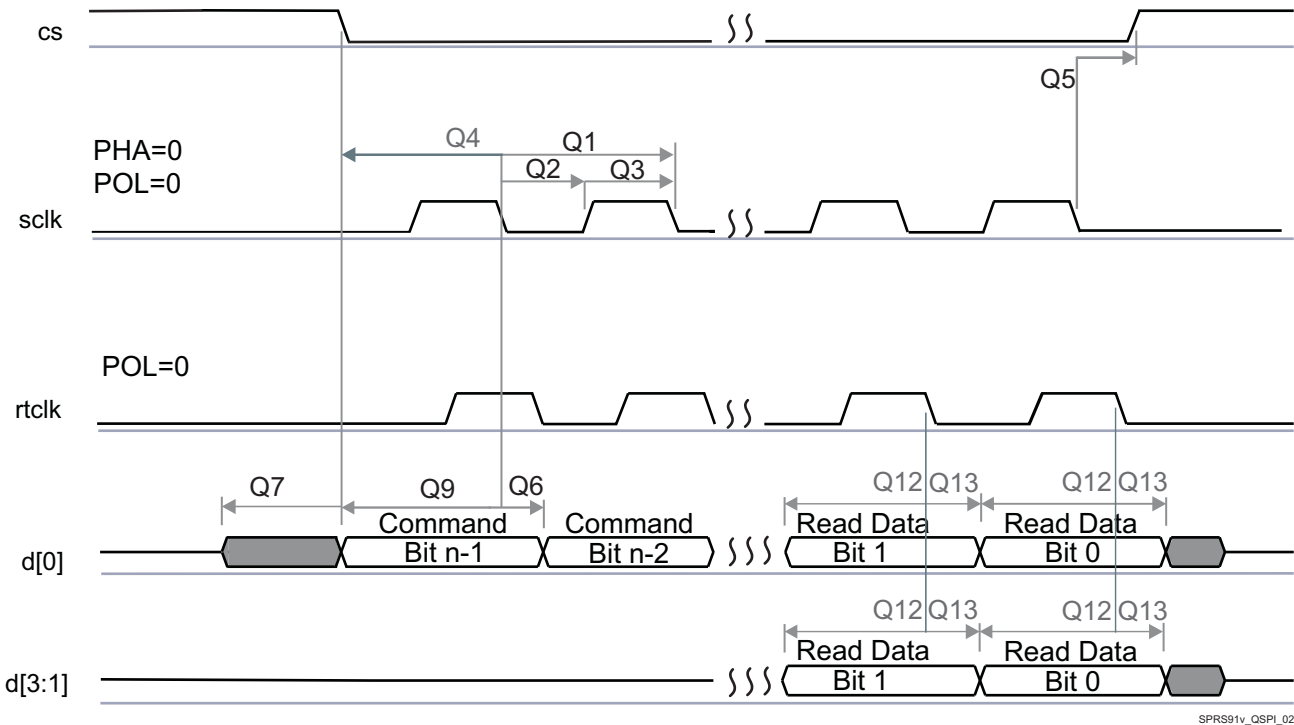 cs
Q5
PHA=0
POL=0
Q4
Q1
Q2
Q3
sclk
POL=0
rtclk
Q7
Q9
Q6
Q12
Q13
Q12
Q13
Command
Command
Read Data
Read Data
d[0]
Bit n-1
Bit n-2
Bit 1
Bit 0
Q12
Q13
Q12
Q13
Read Data
Read Data
d[3:1]
Bit 1
Bit 0
SPRS91v_QSPI_02